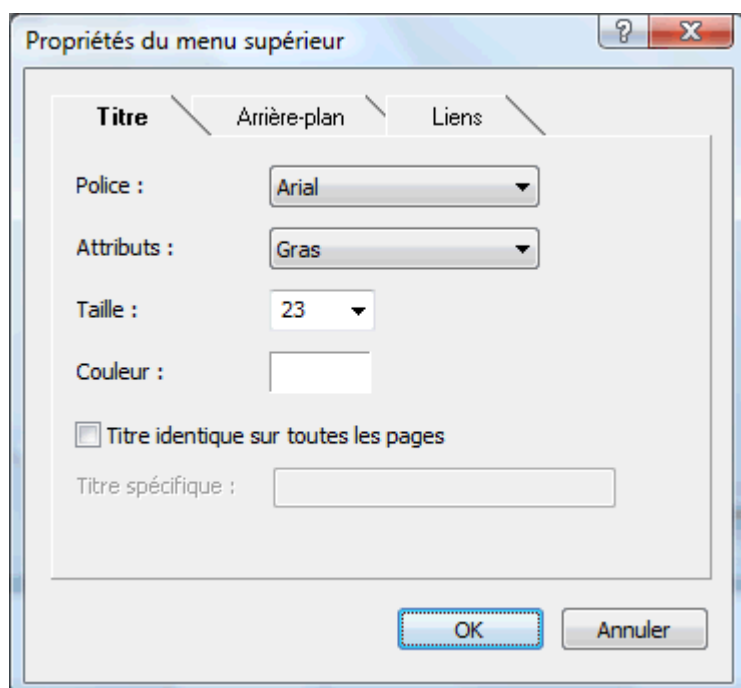 Propriétés du menu supérieur
Titre Arrière-plan Liens
Police : Arial
Attributs : Gras
Taille : 23
Couleur :
Titre identique sur toutes les pages
Titre spécifique :
OK Annuler